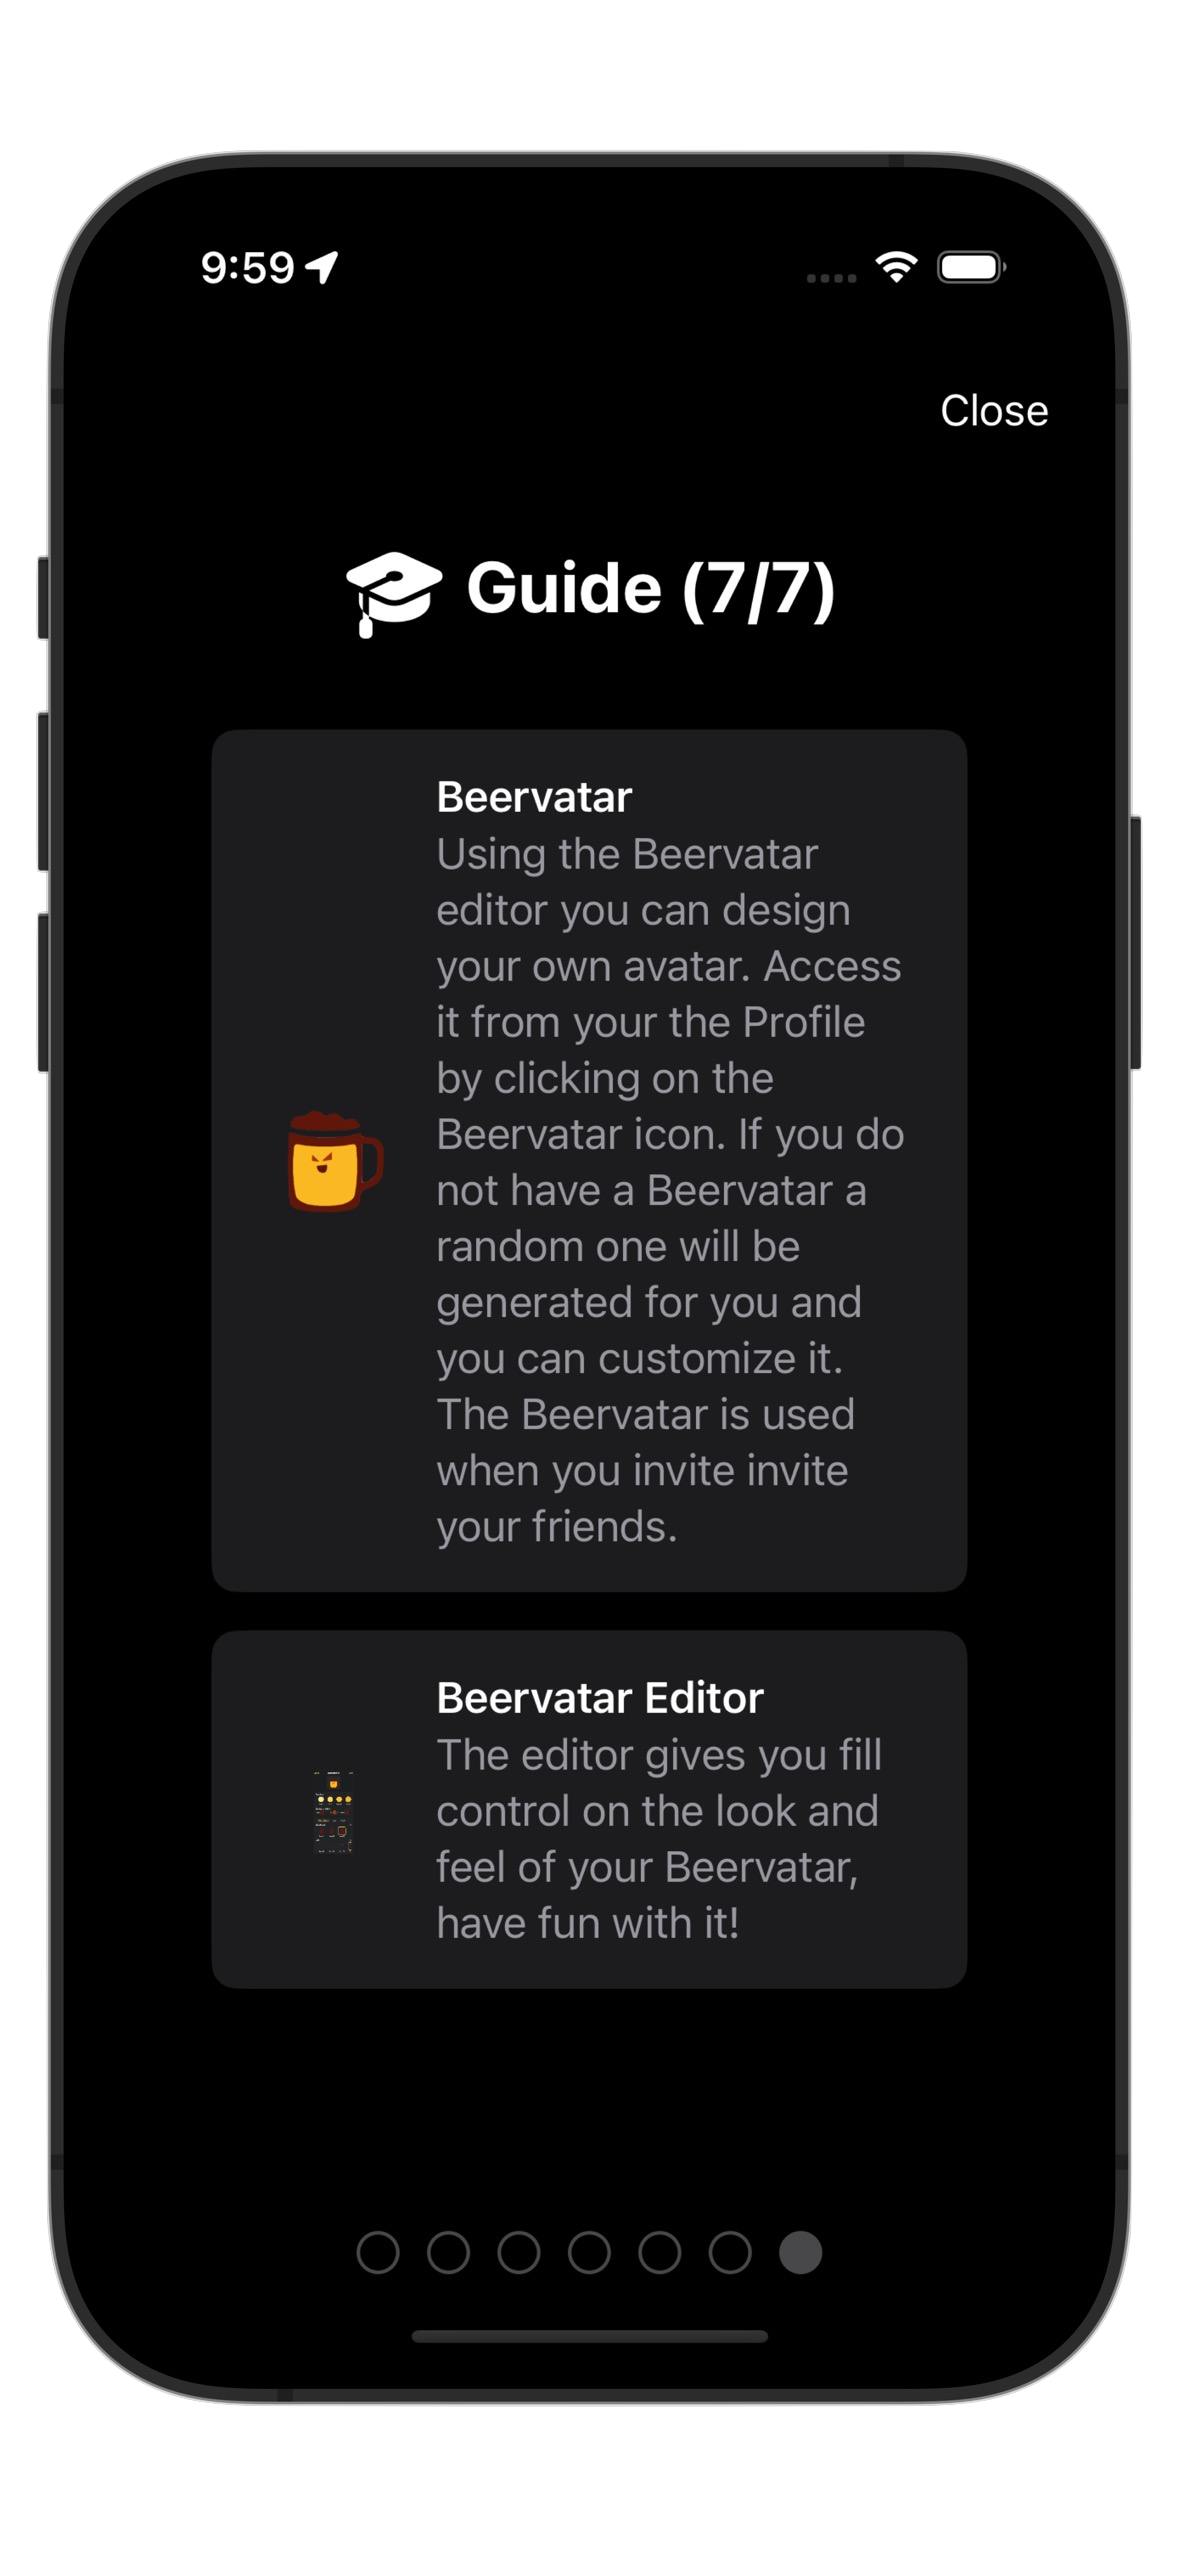 9:59
Close
Guide (7/7)
Beervatar
Using the Beervatar
editor you can design
your own avatar. Access
it from your the Profile
by clicking on the
Beervatar icon. If you do
not have a Beervatar a
random one will be
generated for you and
you can customize it.
The Beervatar is used
when you invite invite
your friends.
Beervatar Editor
The editor gives you fill
control on the look and
feel of your Beervatar,
have fun with it!